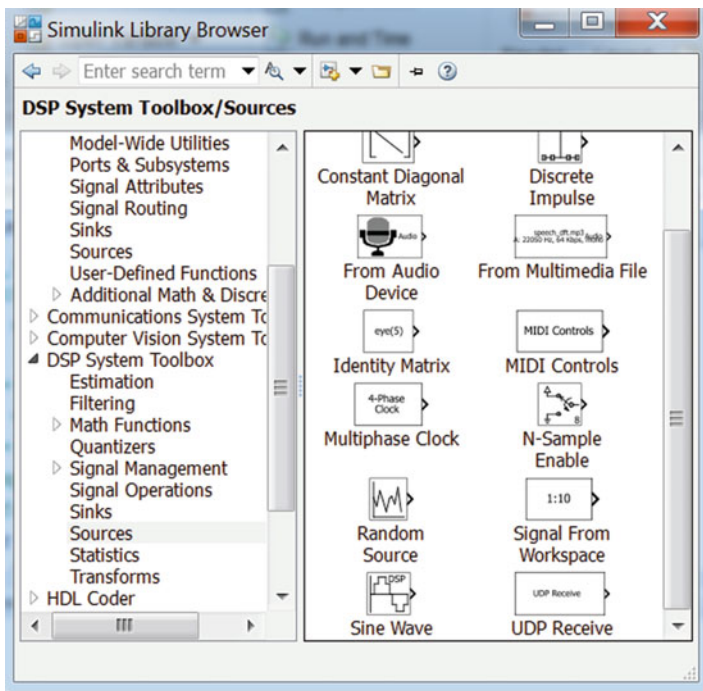 Simulink Library Browser
Enter search term
DSP System Toolbox/Sources
Model-Wide Utilities
Ports & Subsystems
Signal Attributes
Signal Routing
Sinks
Sources
User-Defined Functions
Additional Math & Discre
Communications System To
Computer Vision System To
DSP System Toolbox
Estimation
Filtering
Math Functions
Quantizers
Signal Management
Signal Operations
Sinks
Sources
Statistics
Transforms
HDL Coder
Constant Diagonal
Matrix
Discrete
Impulse
Audio
From Audio
Device
speech_dft.mp3
A: 22050 Hz, 64 Kbps, mono
Audio
From Multimedia File
eye(5)
Identity Matrix
MIDI Controls
MIDI Controls
4-Phase
Clock
Multiphase Clock
8
N-Sample
Enable
Random
Source
1:10
Signal From
Workspace
DSP
Sine Wave
UDP Receive
UDP Receive